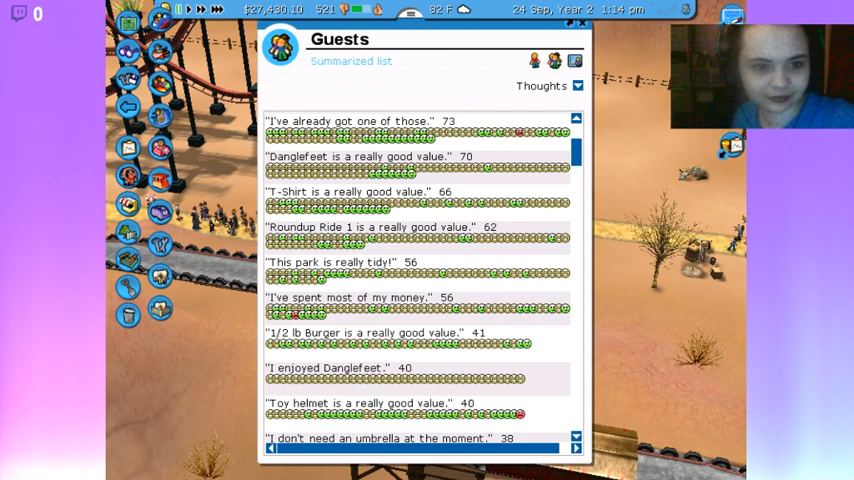 0
$27,430.10
521
82 F
24 Sep, Year 2
1:14 pm
Guests
Summarized list
Thoughts
"I've already got one of those." 73
"Danglefeet is a really good value." 70
"T-Shirt is a really good value." 66
"Roundup Ride 1 is a really good value." 62
"This park is really tidy!" 56
"I've spent most of my money." 56
"1/2 lb Burger is a really good value." 41
"I enjoyed Danglefeet." 40
"Toy helmet is a really good value." 40
"I don't need an umbrella at the moment." 38